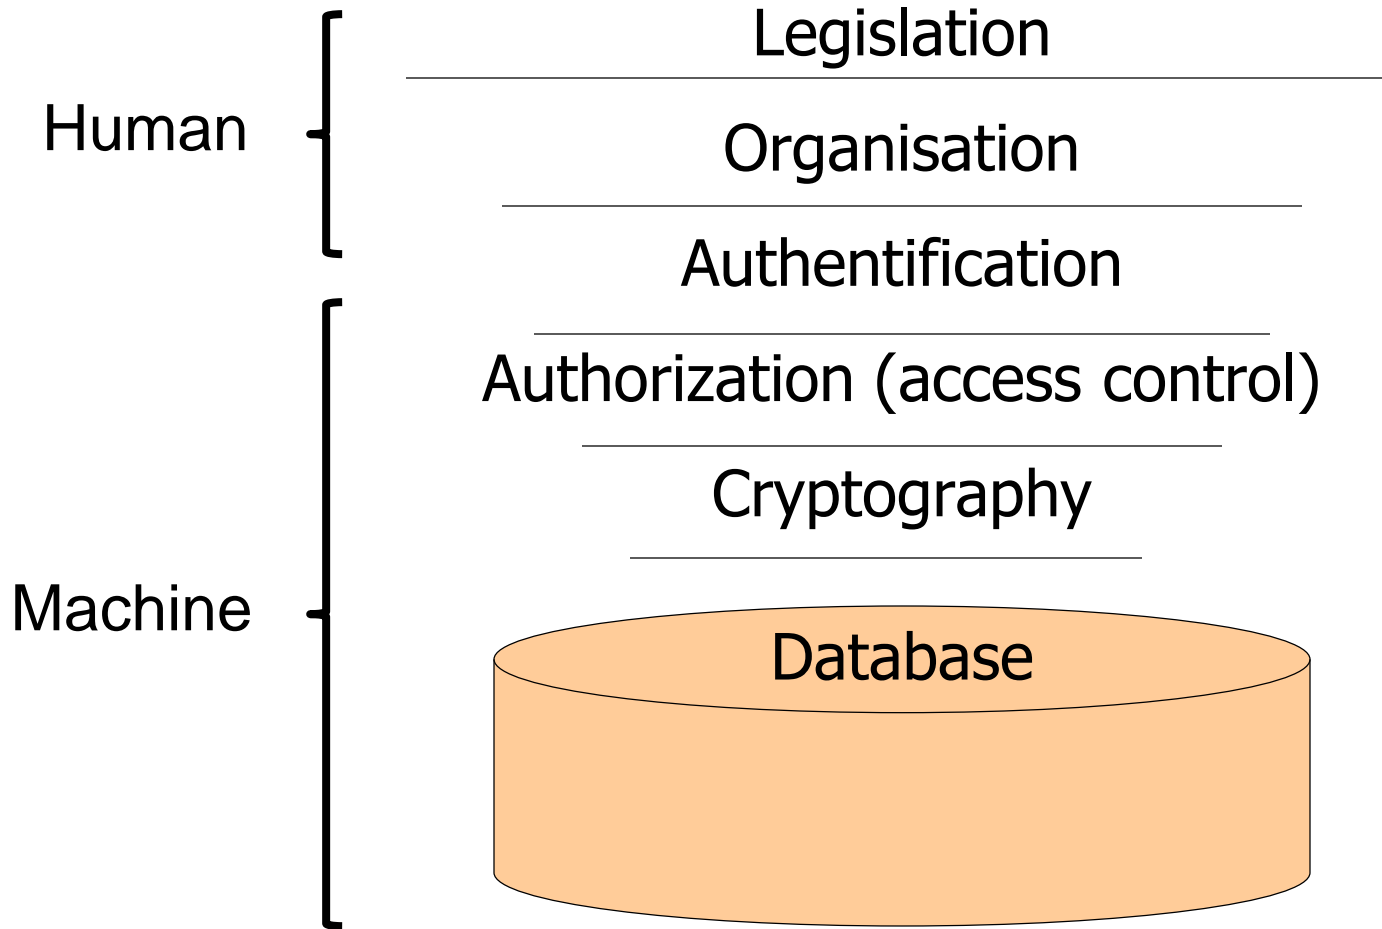 Legislation
Human
Organisation
Authentification
Authorization (access control)
Cryptography
Machine
Database